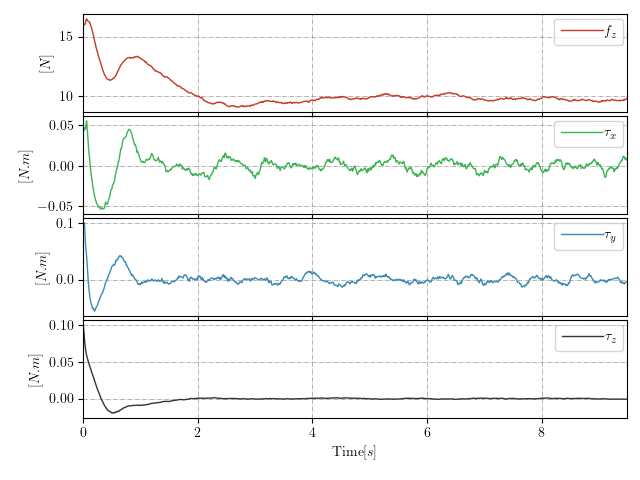 15
10
[N]
f_z
0.05
0.00
−0.05
[N.m]
τ_x
0.1
0.0
[N.m]
τ_y
0.10
0.05
0.00
[N.m]
τ_z
0 2 4 6 8
Time[s]